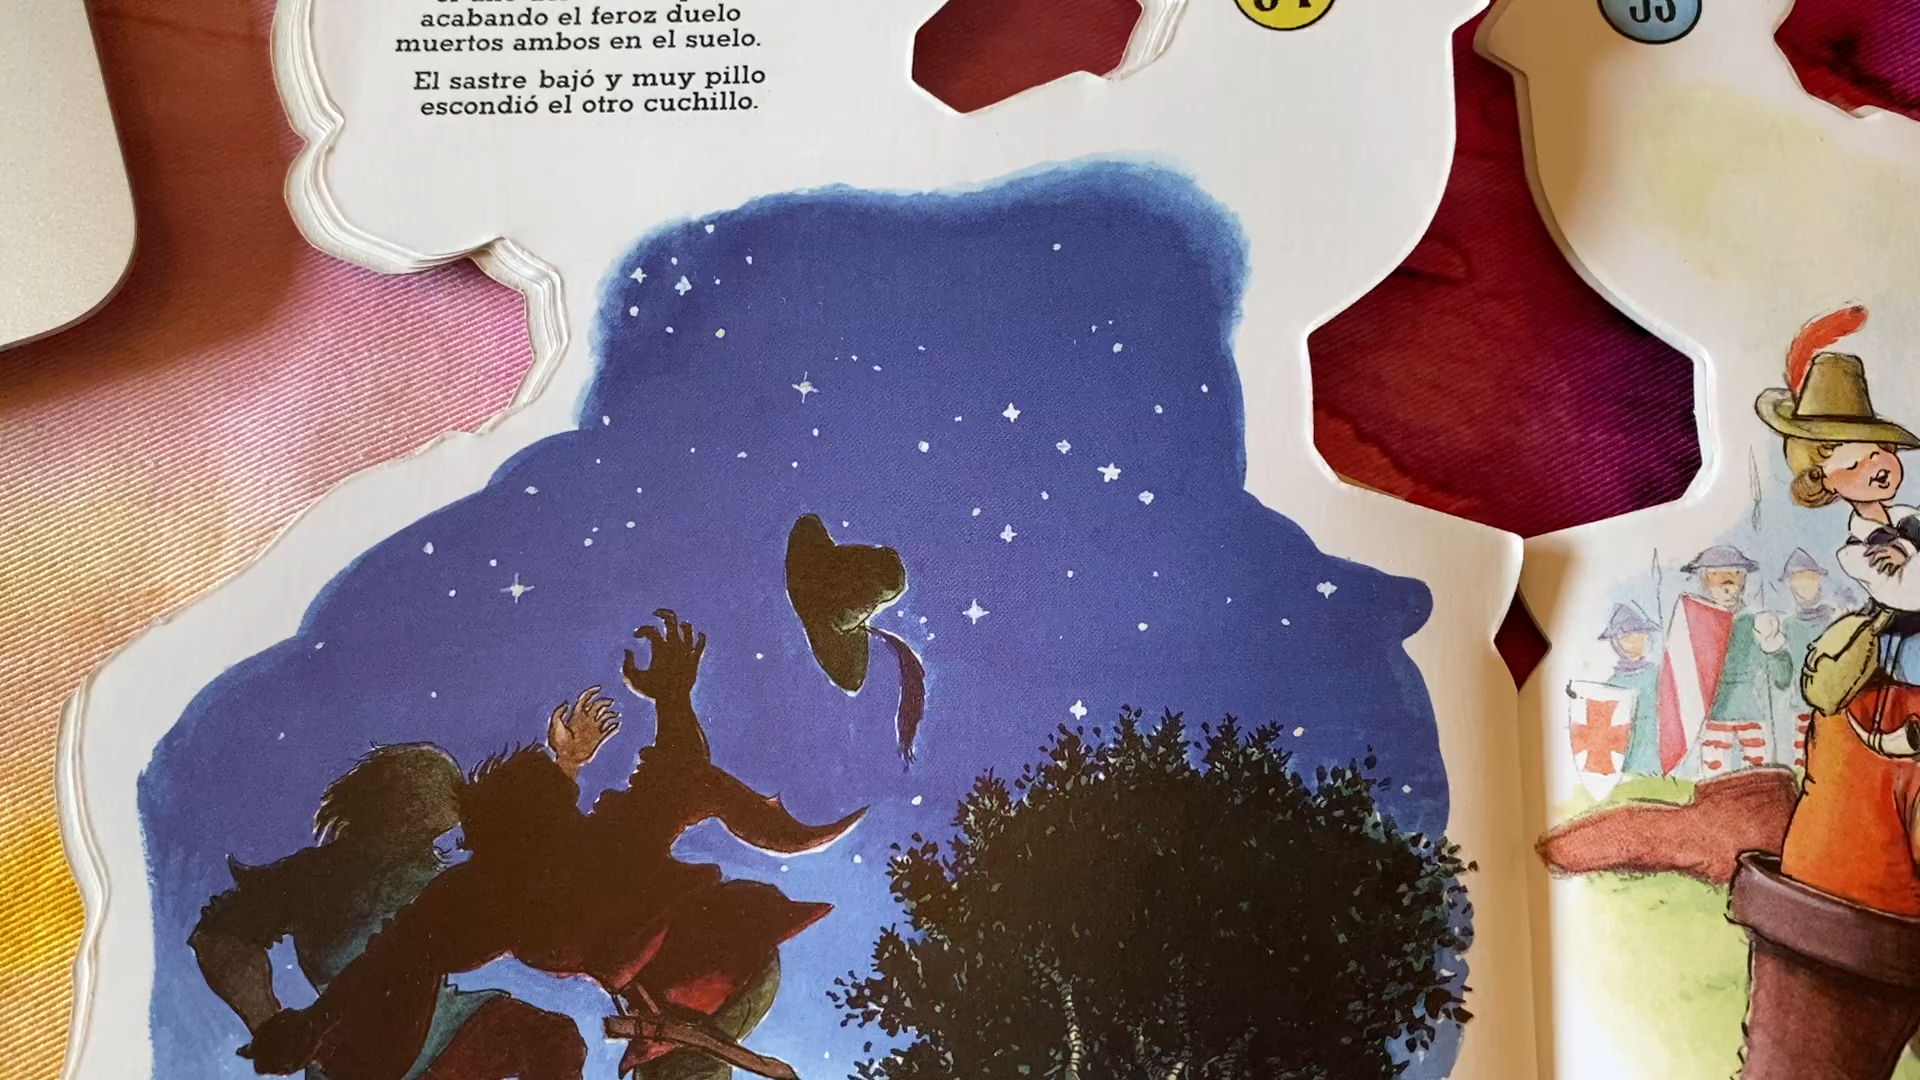 acabando el feroz duelo
muertos ambos en el suelo.
El sastre bajó y muy pillo
escondió el otro cuchillo.